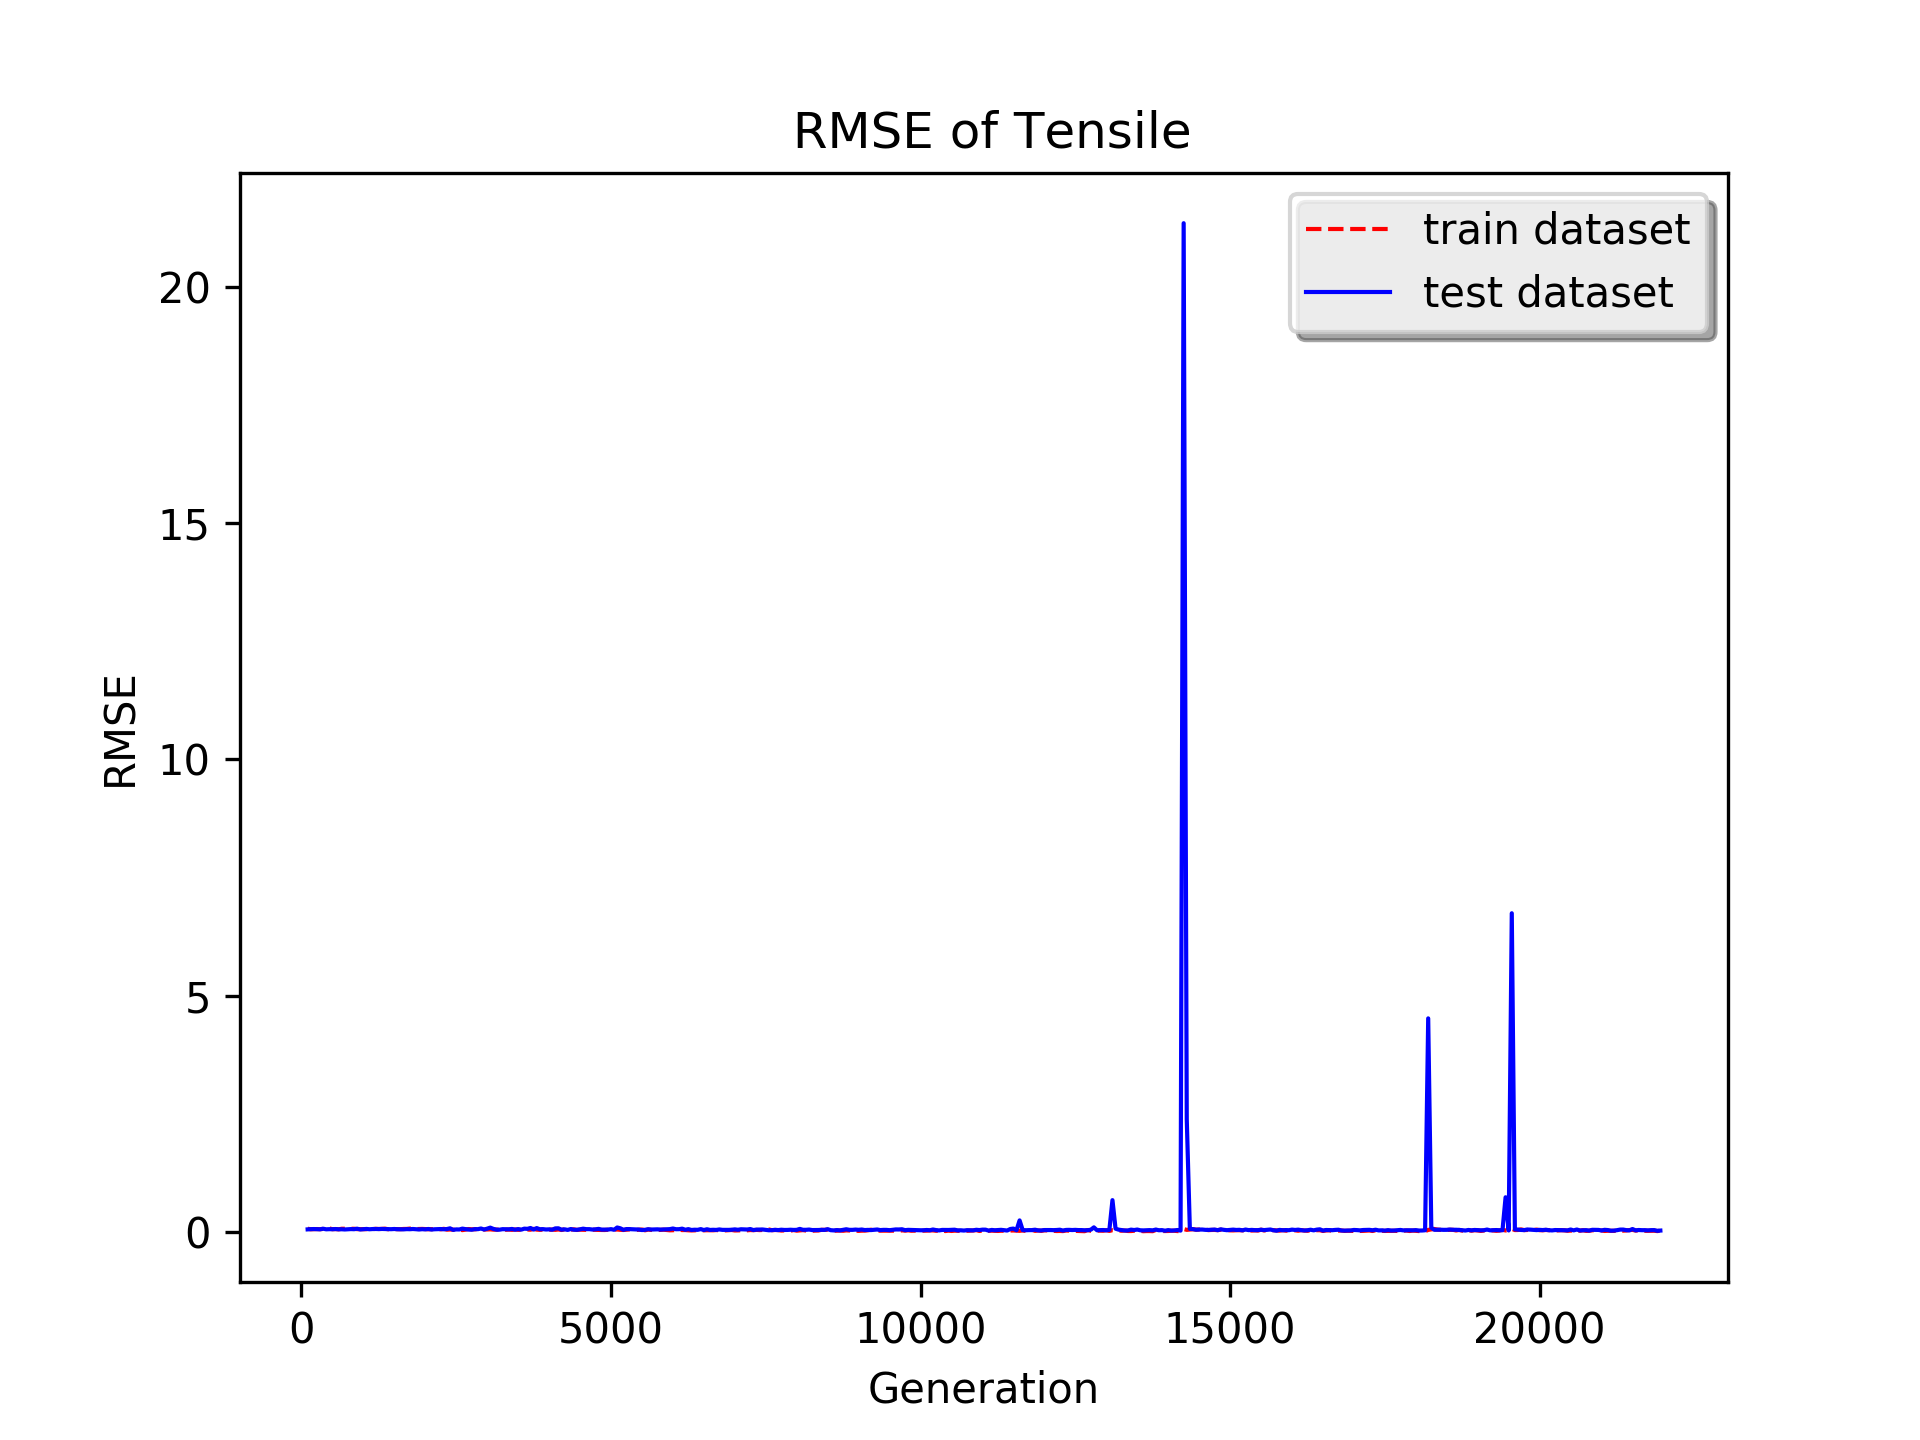 RMSE of Tensile
train dataset
test dataset
20
15
10
5
0
RMSE
0 5000 10000 15000 20000
Generation